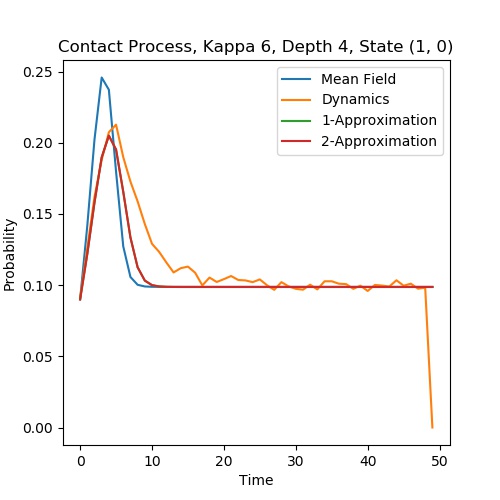 Contact Process, Kappa 6, Depth 4, State (1, 0)
Mean Field
Dynamics
1-Approximation
2-Approximation
Probability
0.25
0.20
0.15
0.10
0.05
0.00
0 10 20 30 40 50
Time